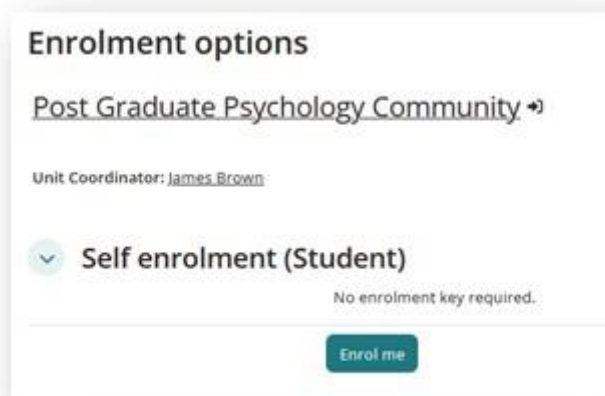 Enrolment options
Post Graduate Psychology Community
Unit Coordinator: James Brown
Self enrolment (Student)
No enrolment key required.
Enrol me